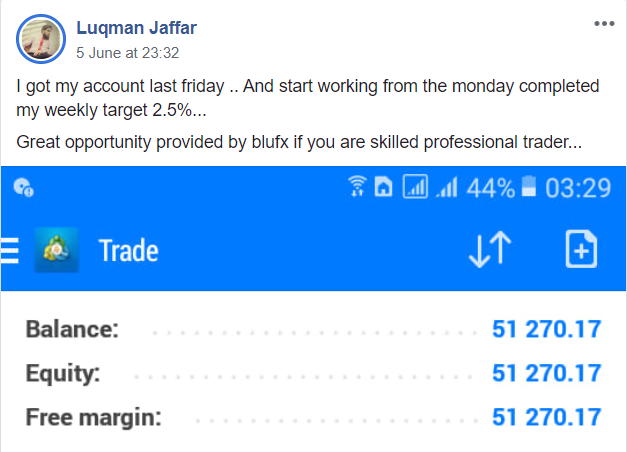 Luqman Jaffar
5 June at 23:32
I got my account last friday .. And start working from the monday completed
my weekly target 2.5%...
Great opportunity provided by blufx if you are skilled professional trader...
44% 03:29
Trade
Balance: 51 270.17
Equity: 51 270.17
Free margin: 51 270.17